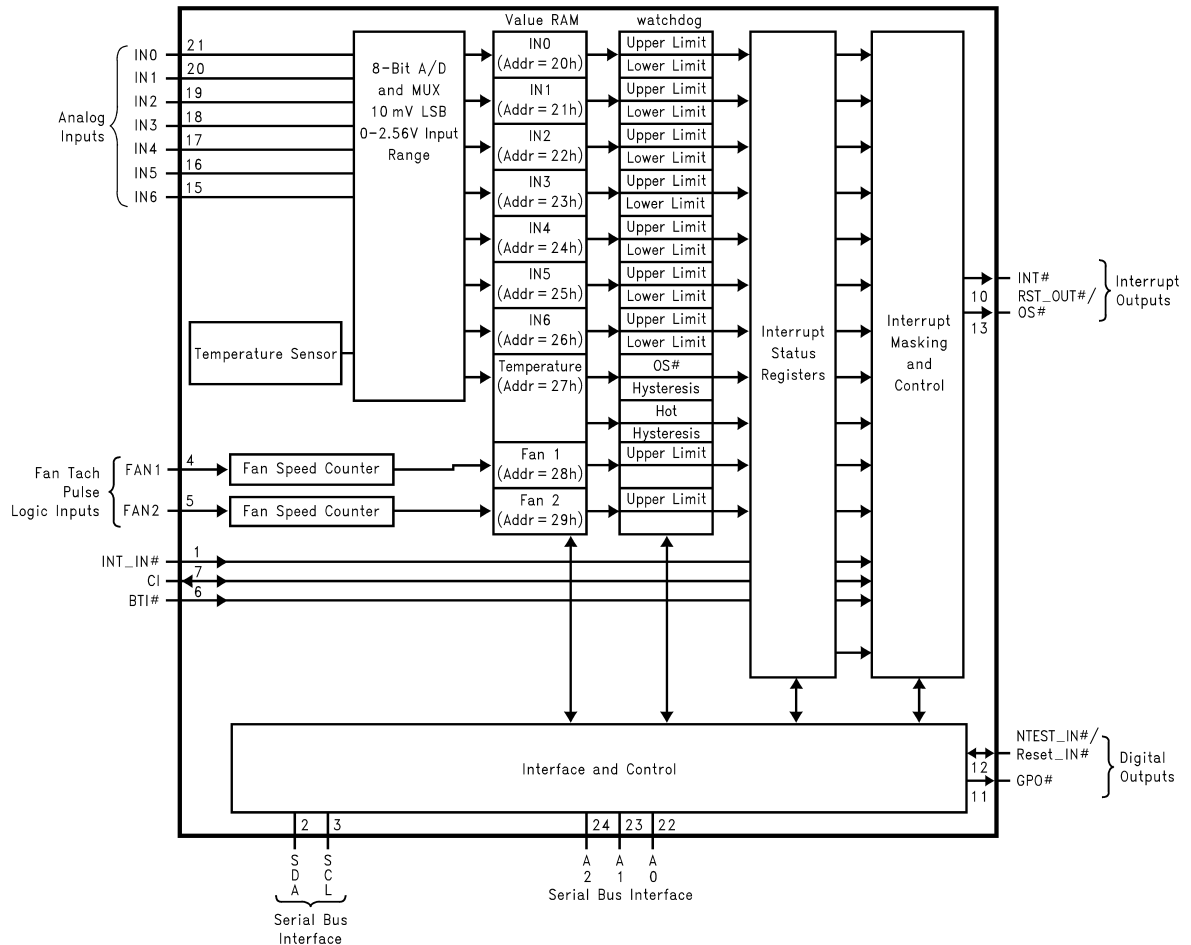 Value RAM
watchdog
Analog
Inputs
IN0
21
IN1
20
IN2
19
IN3
18
IN4
17
IN5
16
IN6
15
8-Bit A/D
and MUX
10 mV LSB
0-2.56V Input
Range
Temperature Sensor
IN0
(Addr = 20h)
IN1
(Addr = 21h)
IN2
(Addr = 22h)
IN3
(Addr = 23h)
IN4
(Addr = 24h)
IN5
(Addr = 25h)
IN6
(Addr = 26h)
Temperature
(Addr = 27h)
Fan 1
(Addr = 28h)
Fan 2
(Addr = 29h)
Upper Limit
Lower Limit
Upper Limit
Lower Limit
Upper Limit
Lower Limit
Upper Limit
Lower Limit
Upper Limit
Lower Limit
Upper Limit
Lower Limit
Upper Limit
Lower Limit
OS#
Hysteresis
Hot
Hysteresis
Upper Limit
Upper Limit
Interrupt
Status
Registers
Interrupt
Masking
and
Control
INT#
10
RST_OUT#/
OS#
13
Interrupt
Outputs
Fan Tach
Pulse
Logic Inputs
FAN1
4
Fan Speed Counter
FAN2
5
Fan Speed Counter
INT_IN#
1
CI
7
BTI#
6
Interface and Control
NTEST_IN#/
Reset_IN#
12
GPO#
11
Digital
Outputs
2
3
24
23
22
SDA
SCL
A2
A1
A0
Serial Bus Interface
Serial Bus
Interface